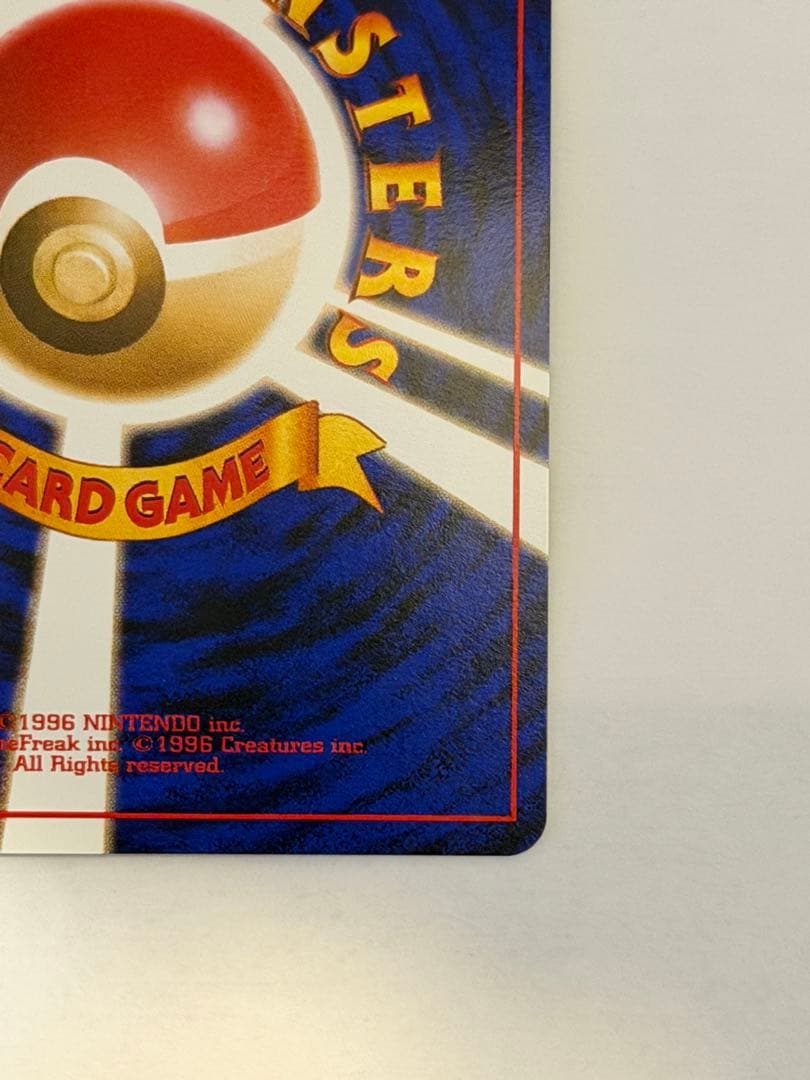 ASTERS
CARD GAME
©1996 NINTENDO inc.
eFreak inc. ©1996 Creatures inc.
All Rights reserved.